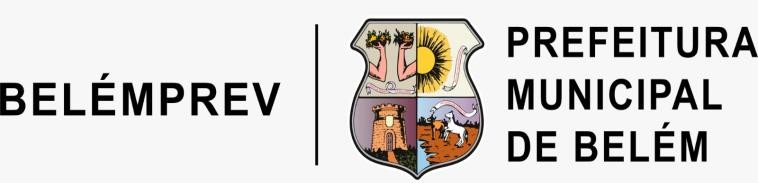 BELÉMPREV
PREFEITURA
MUNICIPAL
DE BELÉM